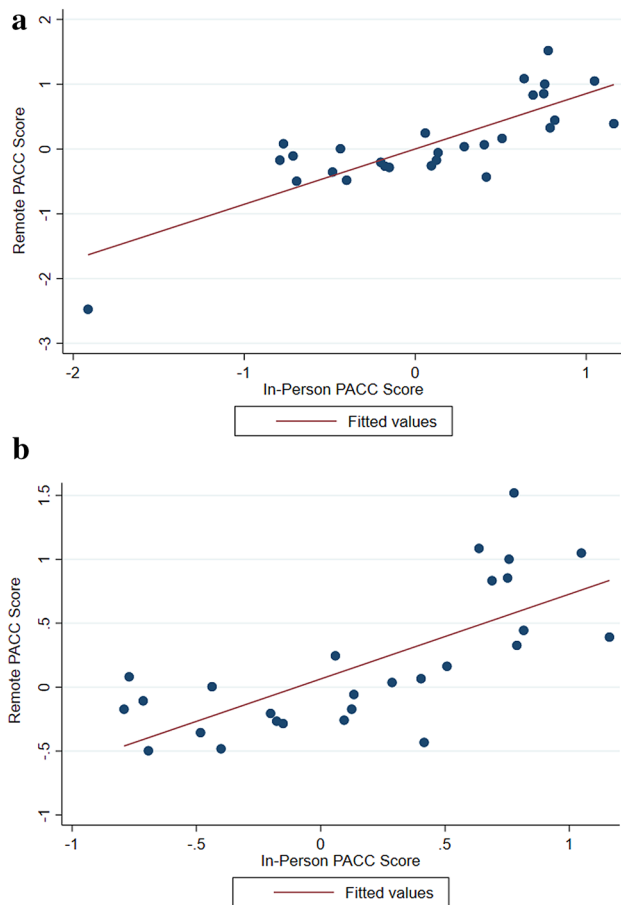 a
2
1
0
-1
-2
-3
Remote PACC Score
-2
-1
0
1
In-Person PACC Score
Fitted values
b
1.5
1
.5
0
-.5
-1
Remote PACC Score
-1
-.5
0
.5
1
In-Person PACC Score
Fitted values